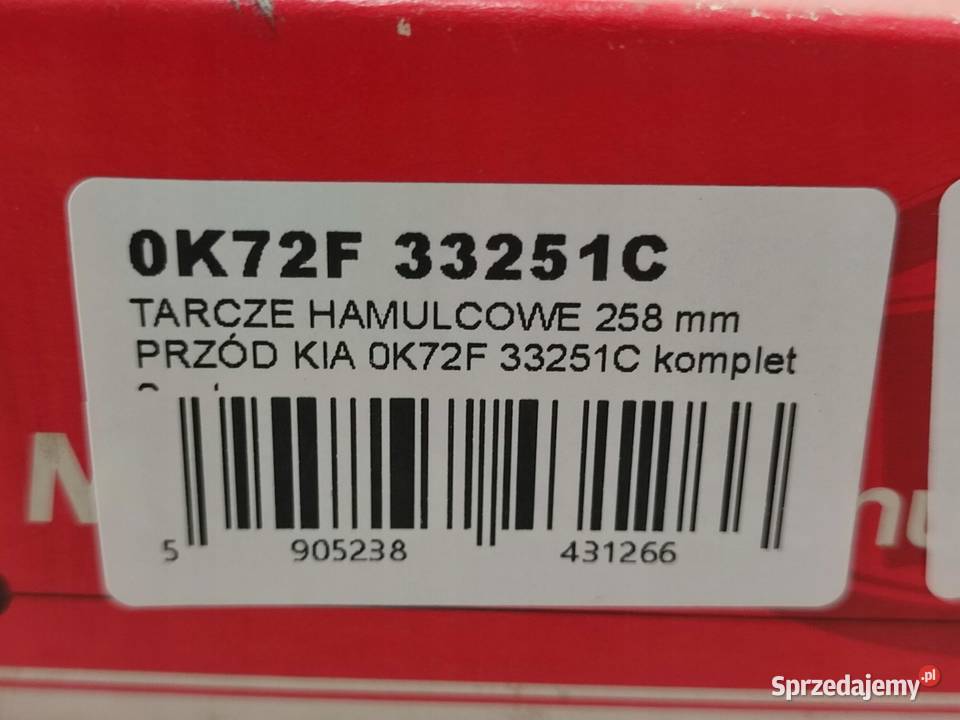 0K72F 33251C
TARCZE HAMULCOWE 258 mm
PRZÓD KIA 0K72F 33251C komplet
5 905238 431266
Sprzedajemy.pl